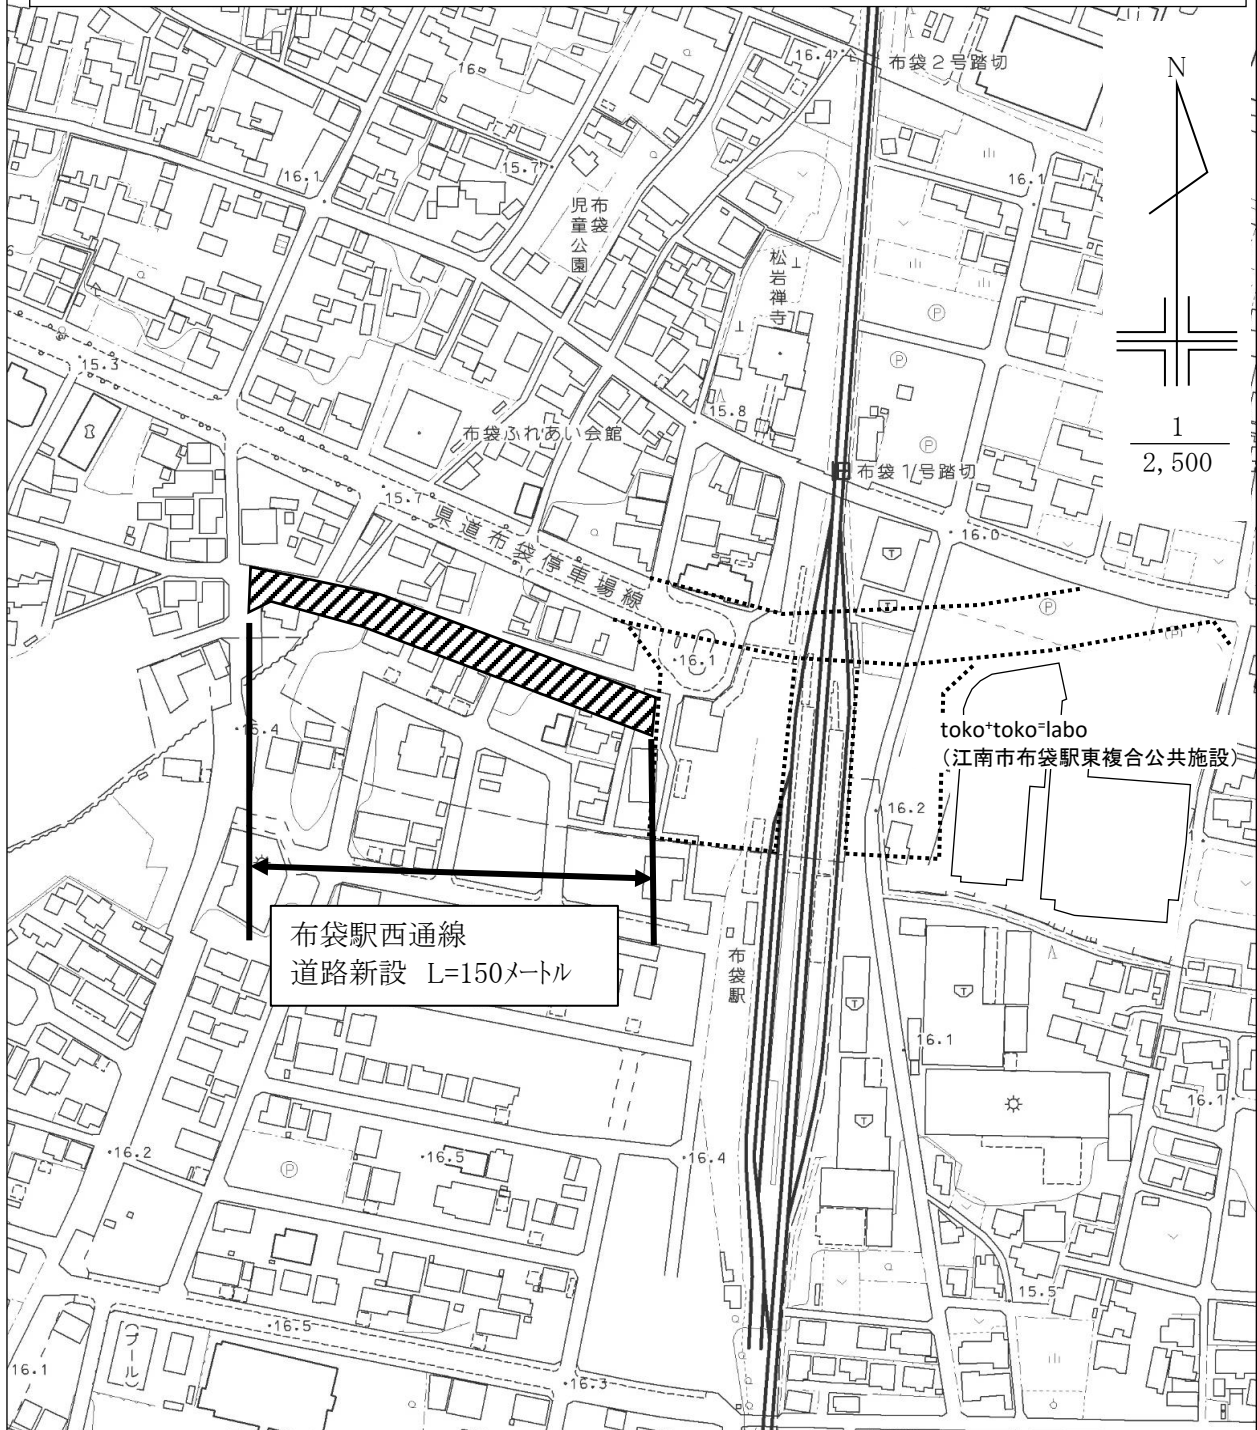 16.4
布袋2号踏切
16
N
16.1
15.7
16.1
布袋
児童公園
松岩禅寺
P
P
15.3
15.8
布袋ふれあい会館
P
1
2,500
布袋1号踏切
15.7
県道布袋停車場線
16.0
T
T
P
(P)
16.1
15.4
toko+toko=labo
(江南市布袋駅東複合公共施設)
16.2
布袋駅西通線
道路新設 L=150メートル
布袋駅
T
T
16.1
T
16.1
16.2
P
16.5
16.4
15.5
16.5
(プール)
16.1
16.3